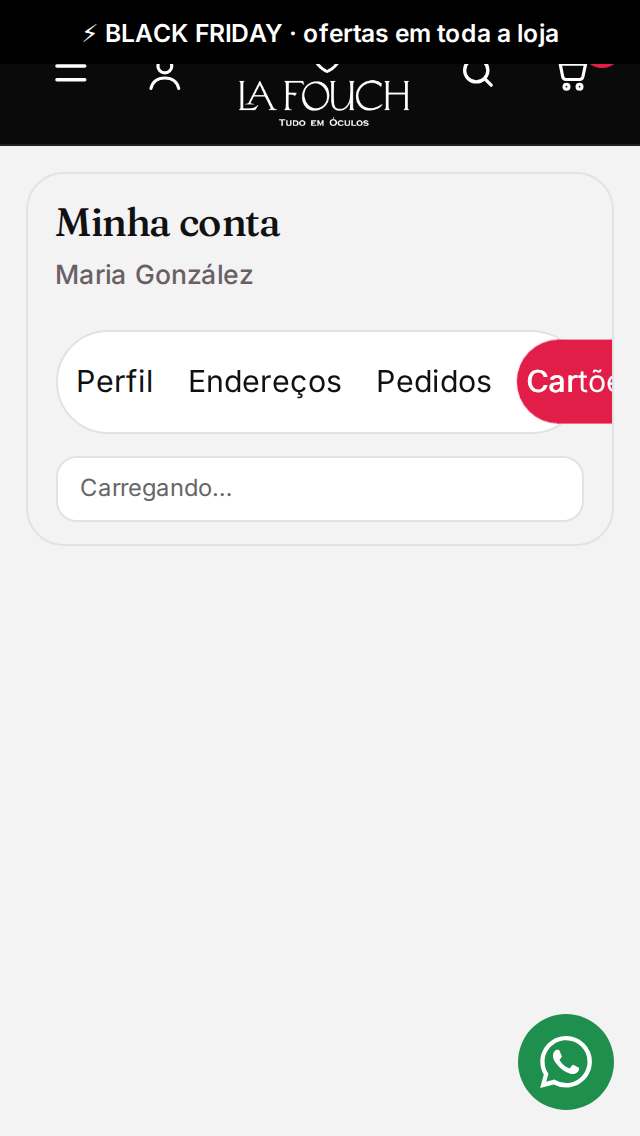 ⚡ BLACK FRIDAY · ofertas em toda a loja
LA FOUCH
TUDO EM ÓCULOS
Minha conta
Maria González
Perfil Endereços Pedidos Cartõe
Carregando...